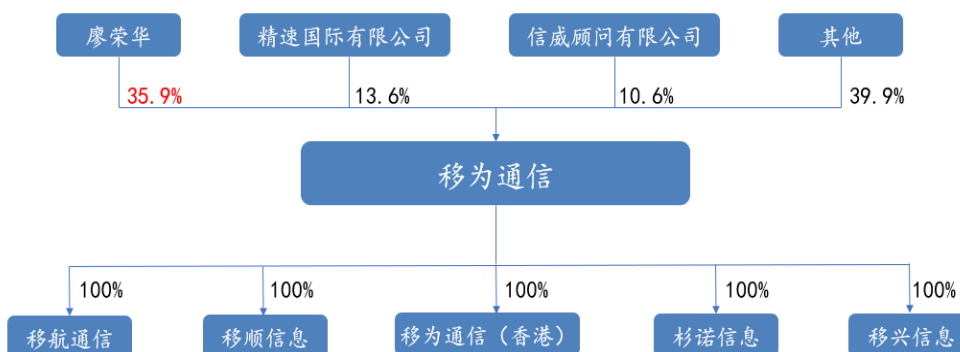 廖荣华
精速国际有限公司
信威顾问有限公司
其他
35.9%
13.6%
10.6%
39.9%
移为通信
100%
100%
100%
100%
100%
移航通信
移顺信息
移为通信（香港）
杉诺信息
移兴信息